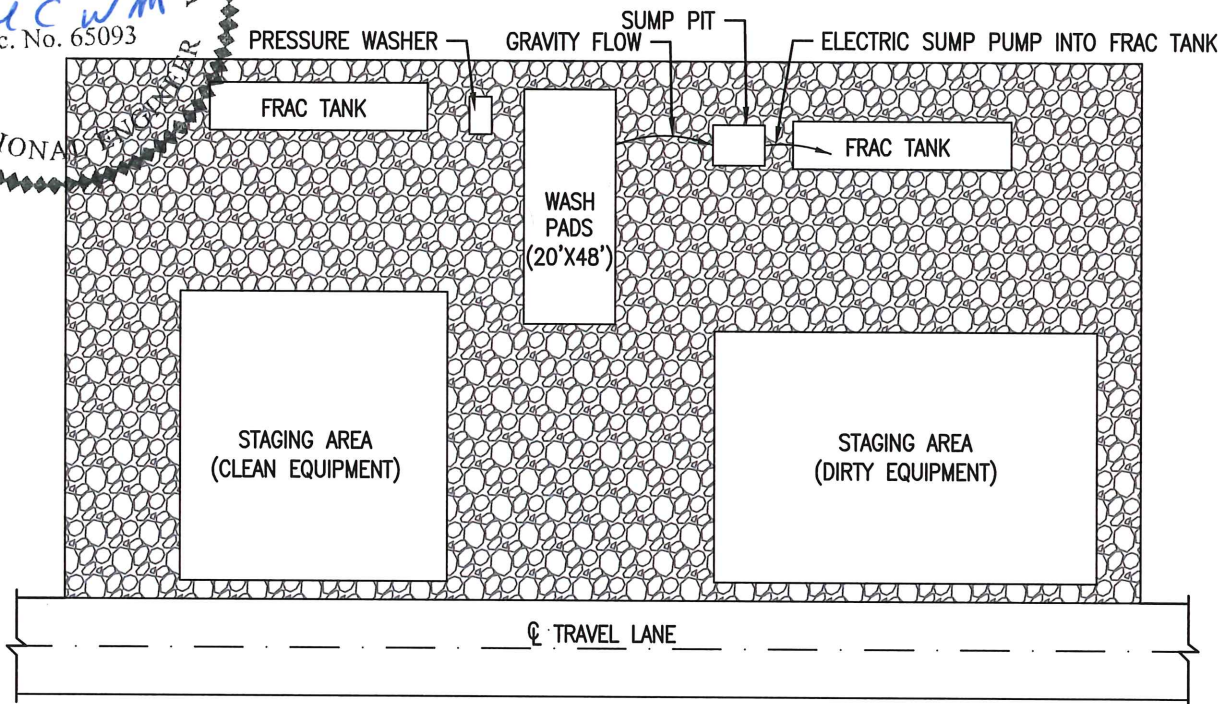 c. No. 65093
IONAL ENGINEER
PRESSURE WASHER
GRAVITY FLOW
SUMP PIT
ELECTRIC SUMP PUMP INTO FRAC TANK
FRAC TANK
FRAC TANK
WASH
PADS
(20'X48')
STAGING AREA
(CLEAN EQUIPMENT)
STAGING AREA
(DIRTY EQUIPMENT)
℄ TRAVEL LANE